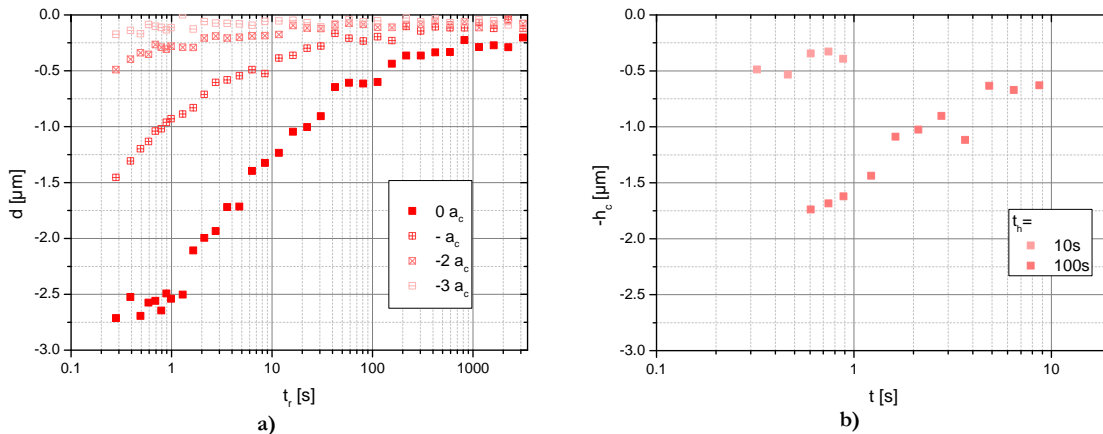 0.0
-0.5
-1.0
-1.5
-2.0
-2.5
-3.0
d [µm]
0.1
1
10
100
1000
t_r [s]
0 a_c
- a_c
-2 a_c
-3 a_c
a)
0.0
-0.5
-1.0
-1.5
-2.0
-2.5
-3.0
-h_c [µm]
0.1
1
10
t [s]
t_h=
10s
100s
b)